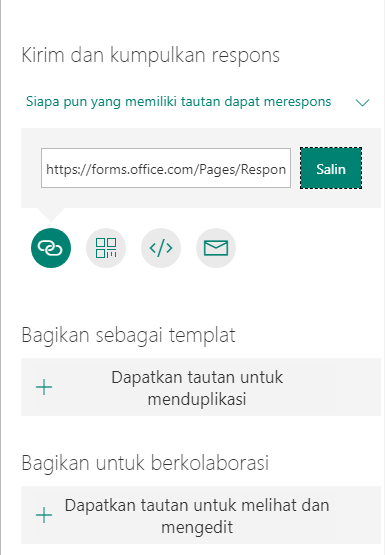 Kirim dan kumpulkan respons
Siapa pun yang memiliki tautan dapat merespons
https://forms.office.com/Pages/Respon
Salin
Bagikan sebagai templat
Dapatkan tautan untuk
menduplikasi
Bagikan untuk berkolaborasi
Dapatkan tautan untuk melihat dan
mengedit